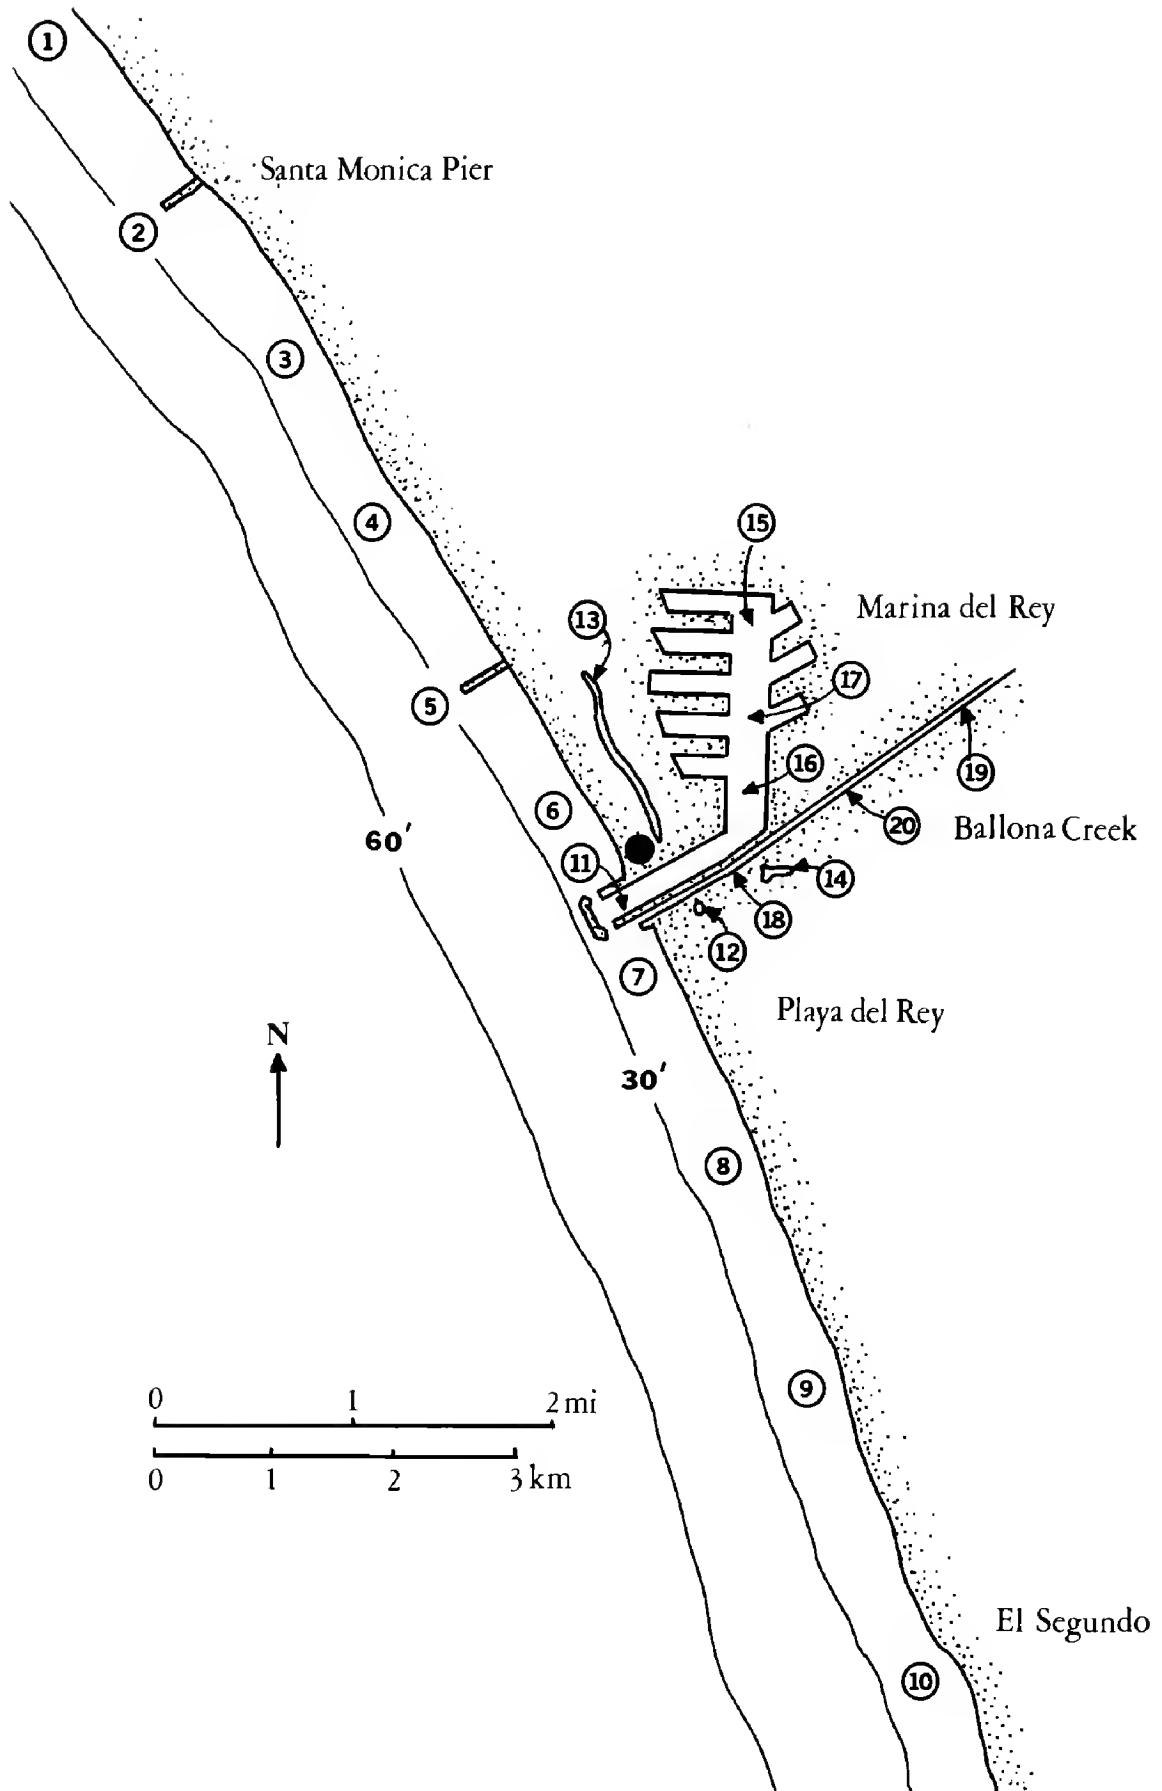 1
Santa Monica Pier
2
3
4
15
Marina del Rey
13
17
5
16
19
6
20
Ballona Creek
60'
11
14
18
12
7
Playa del Rey
N
30'
8
9
0 1 2 mi
0 1 2 3 km
El Segundo
10